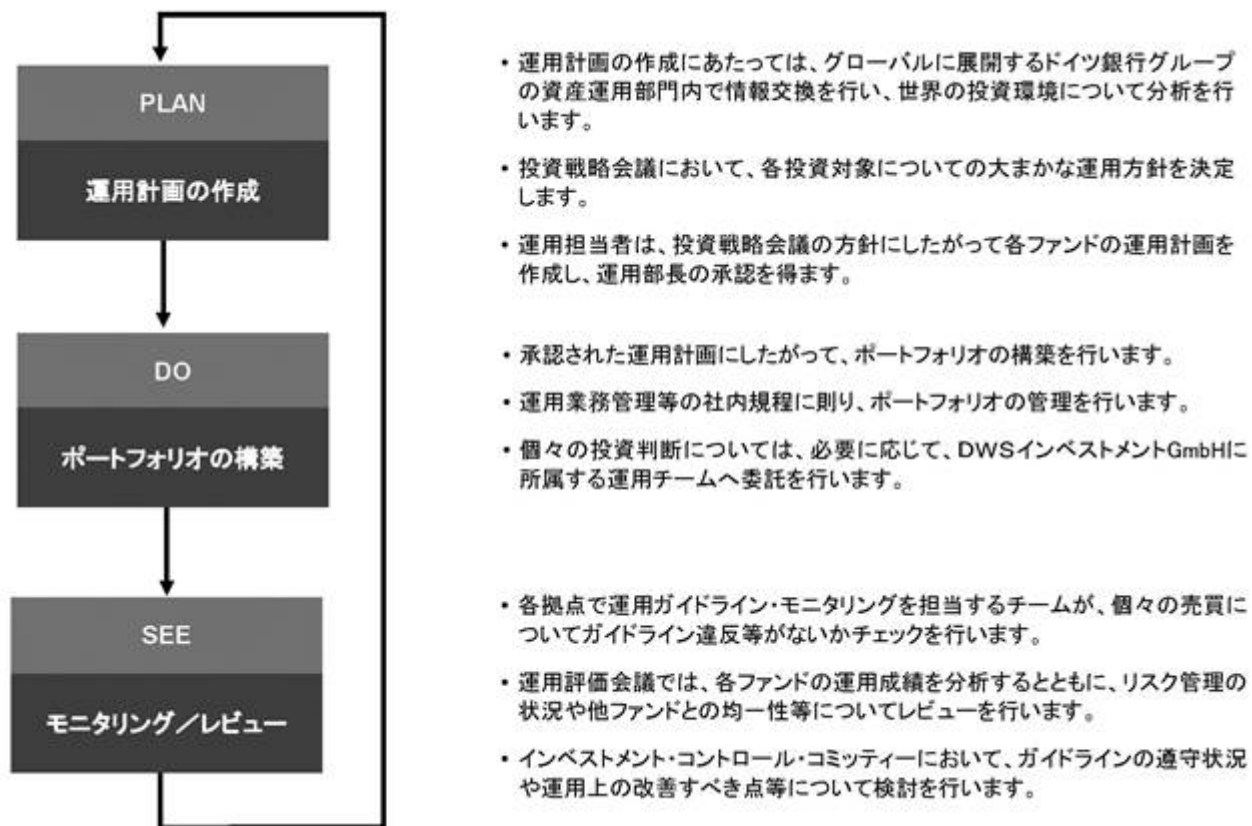 PLAN
運用計画の作成
・運用計画の作成にあたっては、グローバルに展開するドイツ銀行グループ
の資産運用部門内で情報交換を行い、世界の投資環境について分析を行
います。
・投資戦略会議において、各投資対象についての大まかな運用方針を決定
します。
・運用担当者は、投資戦略会議の方針にしたがって各ファンドの運用計画を
作成し、運用部長の承認を得ます。
DO
ポートフォリオの構築
・承認された運用計画にしたがって、ポートフォリオの構築を行います。
・運用業務管理等の社内規程に則り、ポートフォリオの管理を行います。
・個々の投資判断については、必要に応じて、DWSインベストメントGmbHに
所属する運用チームへ委託を行います。
SEE
モニタリング／レビュー
・各拠点で運用ガイドライン・モニタリングを担当するチームが、個々の売買に
ついてガイドライン違反等がないかチェックを行います。
・運用評価会議では、各ファンドの運用成績を分析するとともに、リスク管理の
状況や他ファンドとの均一性等についてレビューを行います。
・インベストメント・コントロール・コミッティーにおいて、ガイドラインの遵守状況
や運用上の改善すべき点等について検討を行います。